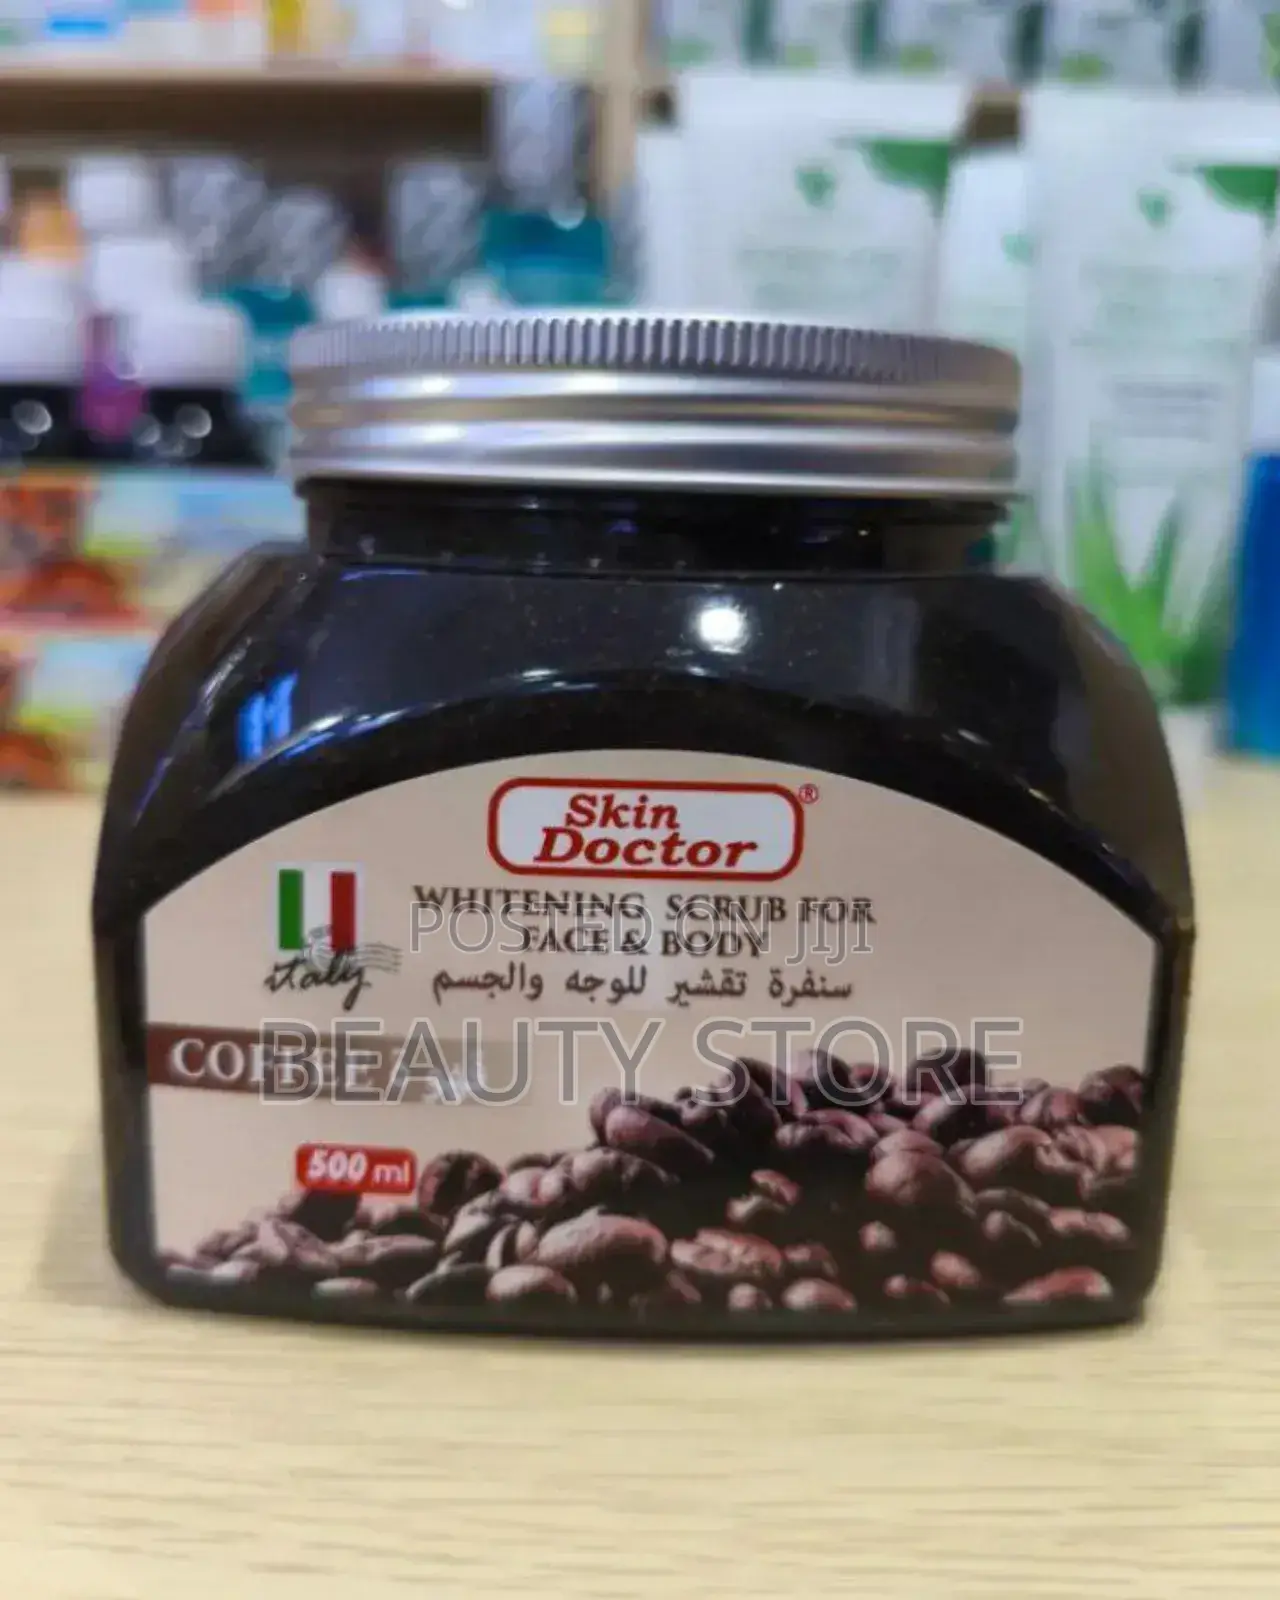 Skin
Doctor®
WHITENING SCRUB FOR
FACE & BODY
سنفرة تقشير للوجه والجسم
italy
COFFEE
500 ml
POSTED ON JIJI
BEAUTY STORE